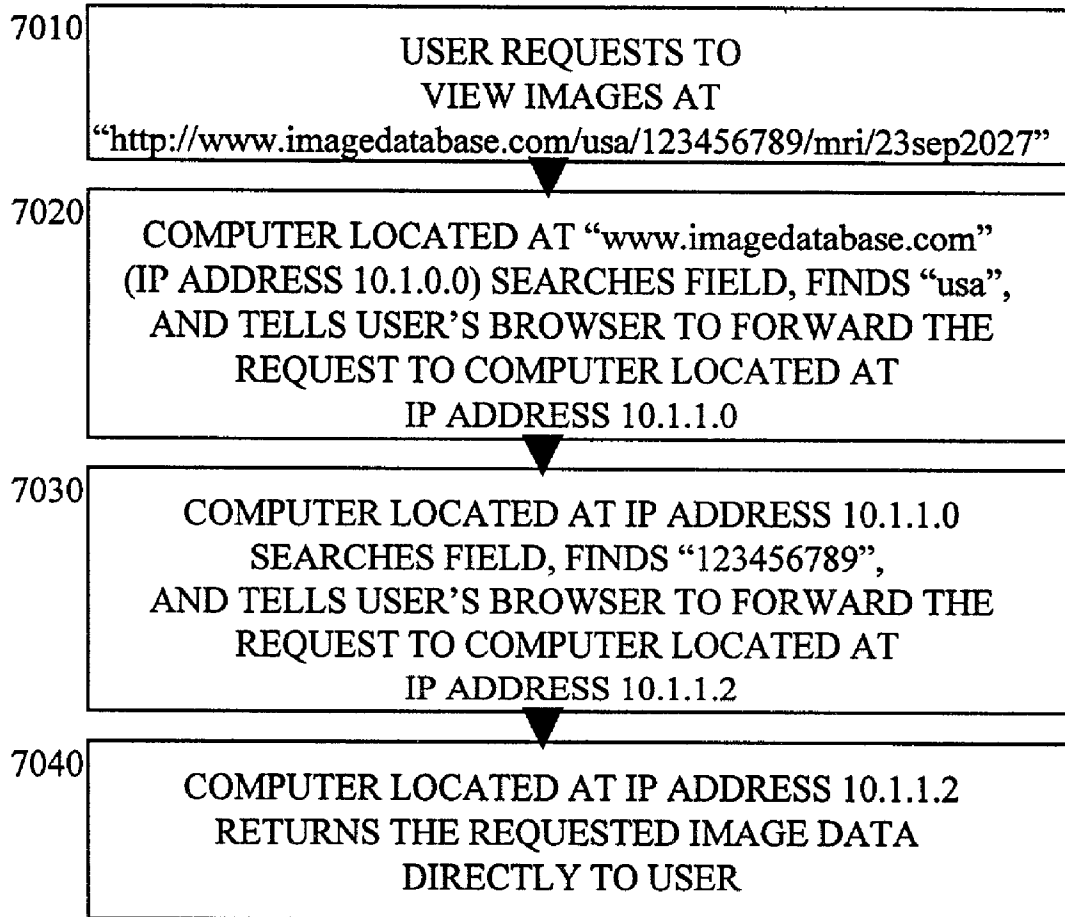 7010
USER REQUESTS TO
VIEW IMAGES AT
“http://www.imagedatabase.com/usa/123456789/mri/23sep2027”
7020
COMPUTER LOCATED AT “www.imagedatabase.com”
(IP ADDRESS 10.1.0.0) SEARCHES FIELD, FINDS “usa”,
AND TELLS USER’S BROWSER TO FORWARD THE
REQUEST TO COMPUTER LOCATED AT
IP ADDRESS 10.1.1.0
7030
COMPUTER LOCATED AT IP ADDRESS 10.1.1.0
SEARCHES FIELD, FINDS “123456789”,
AND TELLS USER’S BROWSER TO FORWARD THE
REQUEST TO COMPUTER LOCATED AT
IP ADDRESS 10.1.1.2
7040
COMPUTER LOCATED AT IP ADDRESS 10.1.1.2
RETURNS THE REQUESTED IMAGE DATA
DIRECTLY TO USER